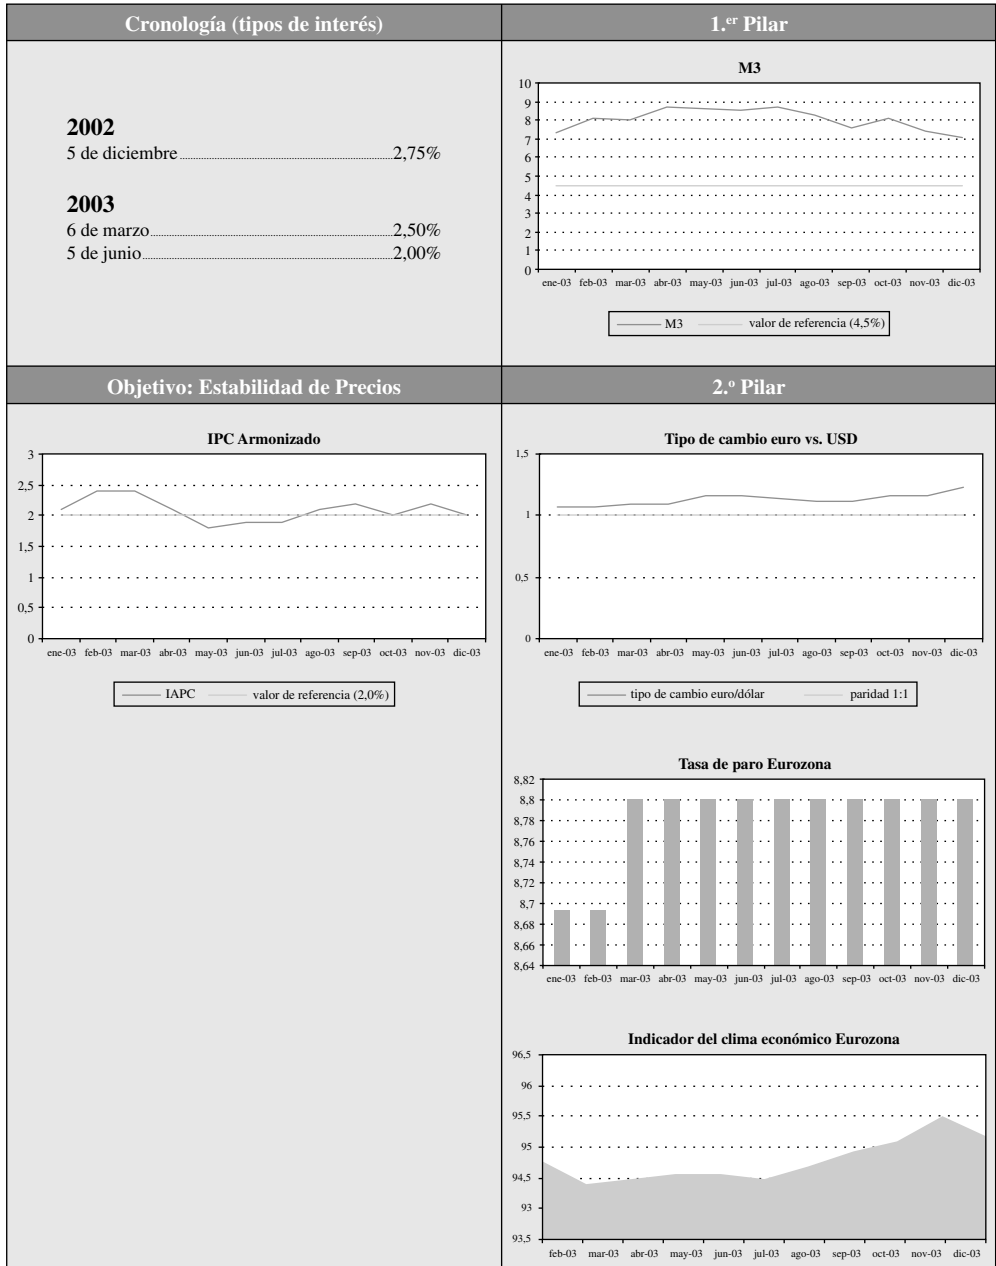 Cronología (tipos de interés)
2002
5 de diciembre 2,75%
2003
6 de marzo 2,50%
5 de junio 2,00%
1.er Pilar
M3
10
9
8
7
6
5
4
3
2
1
0
ene-03 feb-03 mar-03 abr-03 may-03 jun-03 jul-03 ago-03 sep-03 oct-03 nov-03 dic-03
M3 valor de referencia (4,5%)
Objetivo: Estabilidad de Precios
IPC Armonizado
3
2,5
2
1,5
1
0,5
0
ene-03 feb-03 mar-03 abr-03 may-03 jun-03 jul-03 ago-03 sep-03 oct-03 nov-03 dic-03
IAPC valor de referencia (2,0%)
2.o Pilar
Tipo de cambio euro vs. USD
1,5
1
0,5
0
ene-03 feb-03 mar-03 abr-03 may-03 jun-03 jul-03 ago-03 sep-03 oct-03 nov-03 dic-03
tipo de cambio euro/dólar paridad 1:1
Tasa de paro Eurozona
8,82
8,8
8,78
8,76
8,74
8,72
8,7
8,68
8,66
8,64
ene-03 feb-03 mar-03 abr-03 may-03 jun-03 jul-03 ago-03 sep-03 oct-03 nov-03 dic-03
Indicador del clima económico Eurozona
96,5
96
95,5
95
94,5
93
93,5
feb-03 mar-03 abr-03 may-03 jun-03 jul-03 ago-03 sep-03 oct-03 nov-03 dic-03